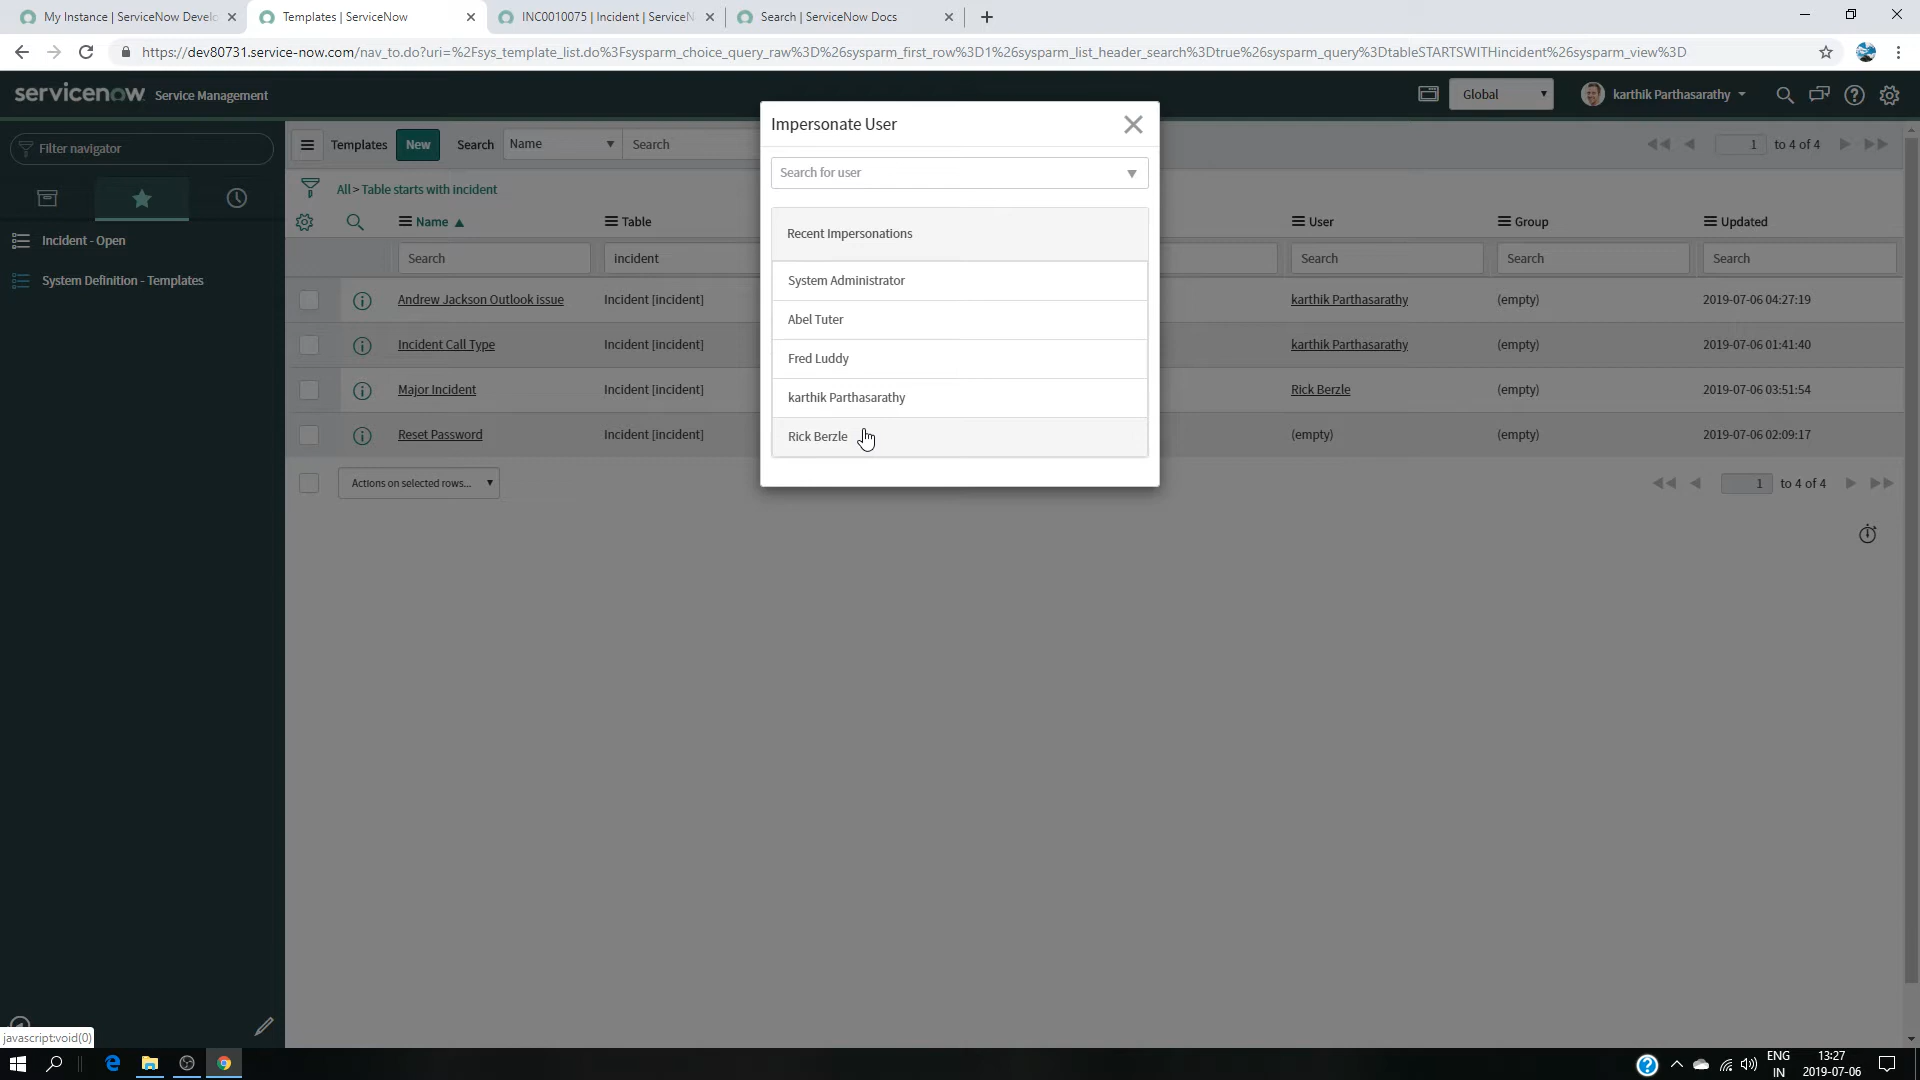 My Instance | ServiceNow Develo
Templates | ServiceNow
INC0010075 | Incident | ServiceN
Search | ServiceNow Docs
https://dev80731.service-now.com/nav_to.do?uri=%2Fsys_template_list.do%3Fsysparm_choice_query_raw%3D%26sysparm_first_row%3D1%26sysparm_list_header_search%3Dtrue%26sysparm_query%3DtableSTARTSWITHincident%26sysparm_view%3D
servicenow Service Management
Global
karthik Parthasarathy
Filter navigator
Incident - Open
System Definition - Templates
Templates New Search Name Search
1 to 4 of 4
All > Table starts with incident
Name Table User Group Updated
Search incident Search Search Search
Andrew Jackson Outlook issue Incident [incident] karthik Parthasarathy (empty) 2019-07-06 04:27:19
Incident Call Type Incident [incident] karthik Parthasarathy (empty) 2019-07-06 01:41:40
Major Incident Incident [incident] Rick Berzle (empty) 2019-07-06 03:51:54
Reset Password Incident [incident] (empty) (empty) 2019-07-06 02:09:17
Actions on selected rows...
1 to 4 of 4
Impersonate User
Search for user
Recent Impersonations
System Administrator
Abel Tuter
Fred Luddy
karthik Parthasarathy
Rick Berzle
javascript:void(0)
ENG
IN
13:27
2019-07-06